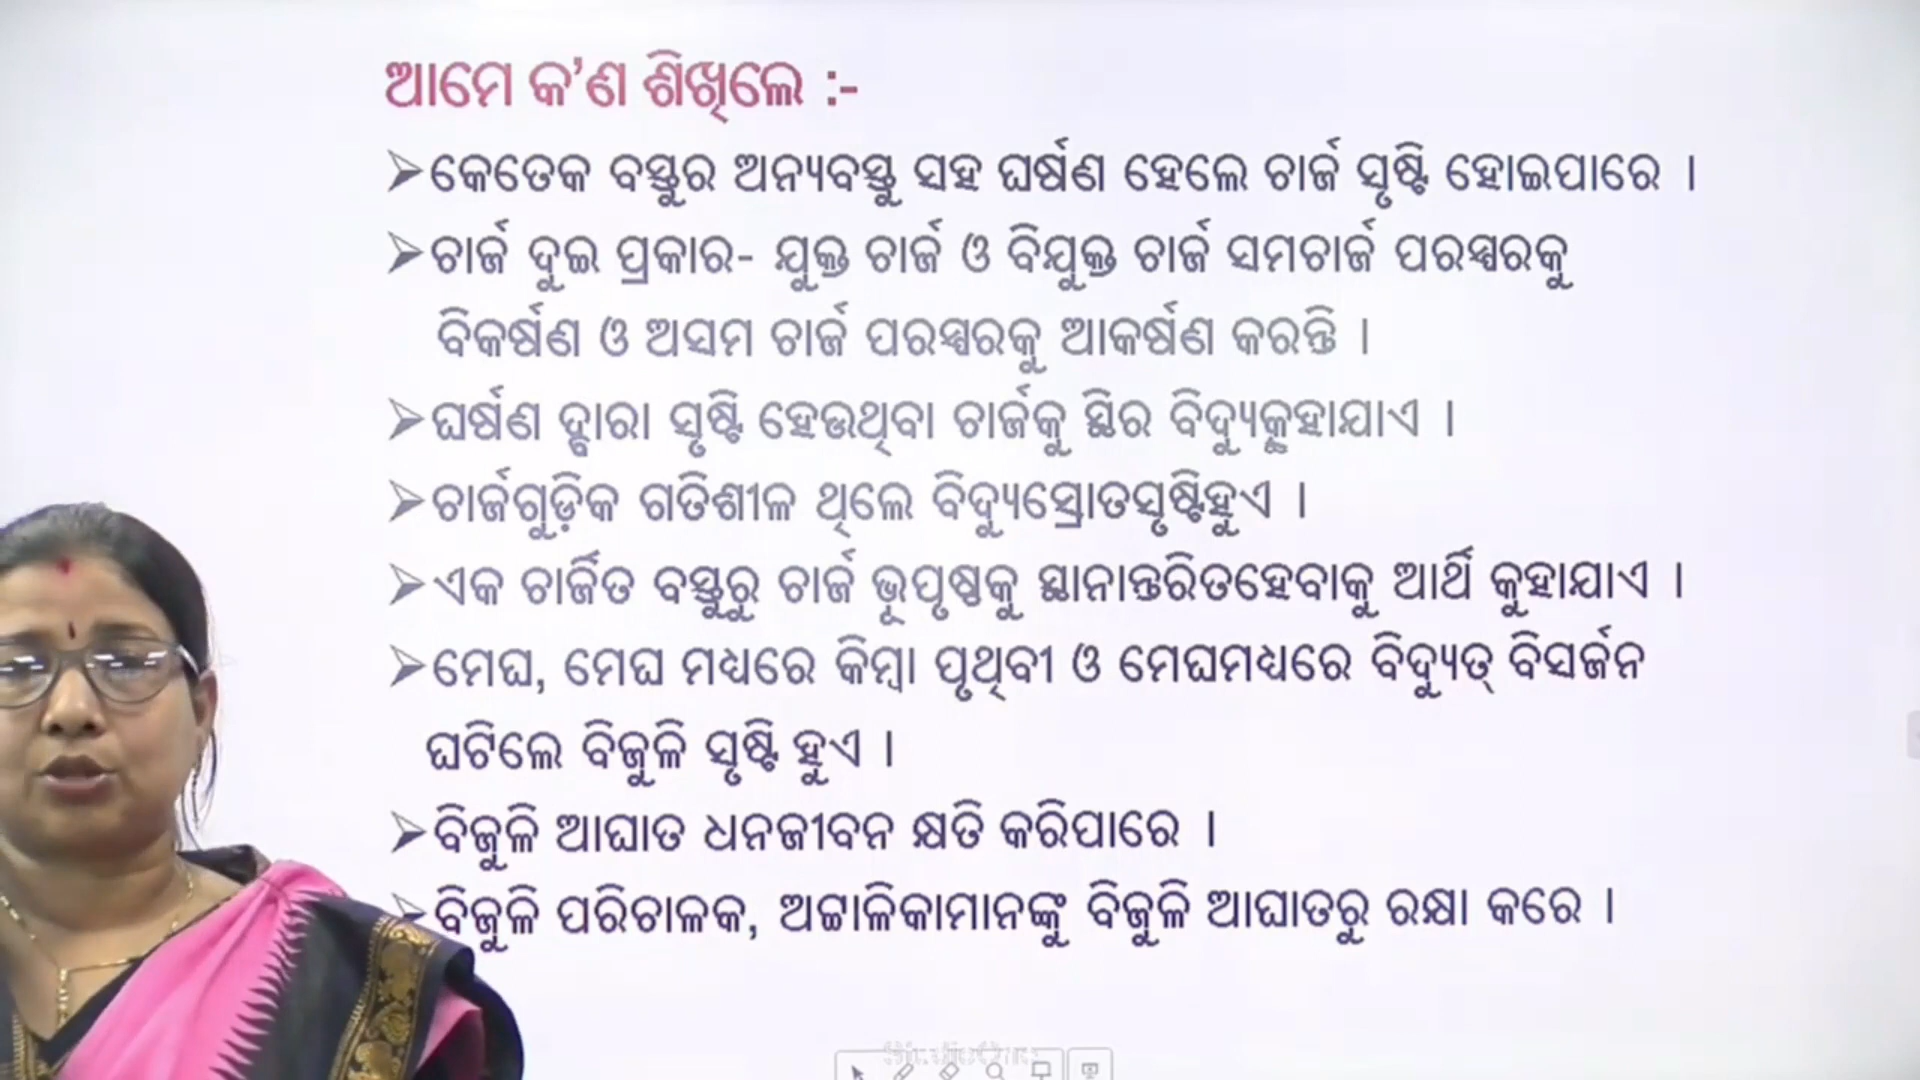 ଆମେ କ'ଣ ଶିଖିଲେ :-
➢କେତେକ ବସ୍ତୁର ଅନ୍ୟବସ୍ତୁ ସହ ଘର୍ଷଣ ହେଲେ ଚାର୍ଜ ସୃଷ୍ଟି ହୋଇପାରେ ।
➢ଚାର୍ଜ ଦୁଇ ପ୍ରକାର- ଯୁକ୍ତ ଚାର୍ଜ ଓ ବିଯୁକ୍ତ ଚାର୍ଜ ସମଚାର୍ଜ ପରସ୍ପରକୁ
ବିକର୍ଷଣ ଓ ଅସମ ଚାର୍ଜ ପରସ୍ପରକୁ ଆକର୍ଷଣ କରନ୍ତି ।
➢ଘର୍ଷଣ ଦ୍ବାରା ସୃଷ୍ଟି ହେଉଥିବା ଚାର୍ଜକୁ ସ୍ଥିର
➢ଚାର୍ଜଗୁଡ଼ିକ ଗତିଶୀଳ ଥିଲେ ବିଦ୍ୟୁସ୍ରୋତସୃଷ୍ଟିହୁଏ ।
➢ଏକ ଚାର୍ଜିତ ବସ୍ତୁରୁ ଚାର୍ଜ ଭୂପୃଷ୍ଠକୁ ସ୍ଥାନାନ୍ତରିତହେବାକୁ ଆର୍ଥି କୁହାଯାଏ ।
➢ମେଘ, ମେଘ ମଧ୍ୟରେ କିମ୍ବା ପୃଥିବୀ ଓ ମେଘମଧ୍ୟରେ ବିଦ୍ୟୁତ୍ ବିସର୍ଜନ
ଘଟିଲେ ବିଜୁଳି ସୃଷ୍ଟି ହୁଏ ।
➢ବିଜୁଳି ଆଘାତ ଧନଜୀବନ କ୍ଷତି କରିପାରେ ।
➢ବିଜୁଳି ପରିଚାଳକ, ଅଟ୍ଟାଳିକାମାନଙ୍କୁ ବିଜୁଳି ଆଘାତରୁ ରକ୍ଷା କରେ ।